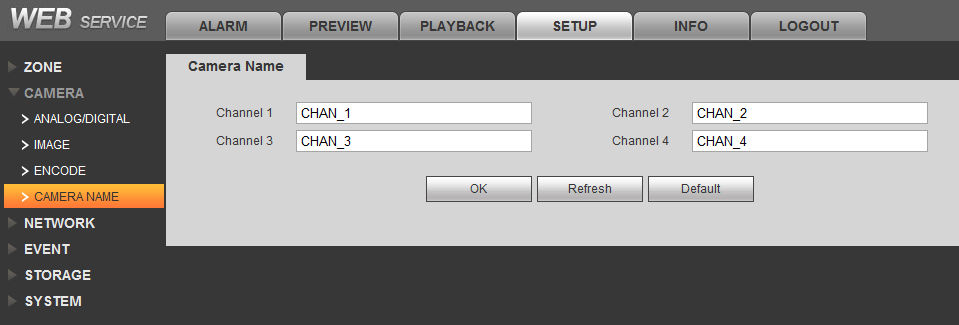 WEB SERVICE
ALARM PREVIEW PLAYBACK SETUP INFO LOGOUT
ZONE
CAMERA
ANALOG/DIGITAL
IMAGE
ENCODE
CAMERA NAME
NETWORK
EVENT
STORAGE
SYSTEM
Camera Name
Channel 1 CHAN_1 Channel 2 CHAN_2
Channel 3 CHAN_3 Channel 4 CHAN_4
OK Refresh Default